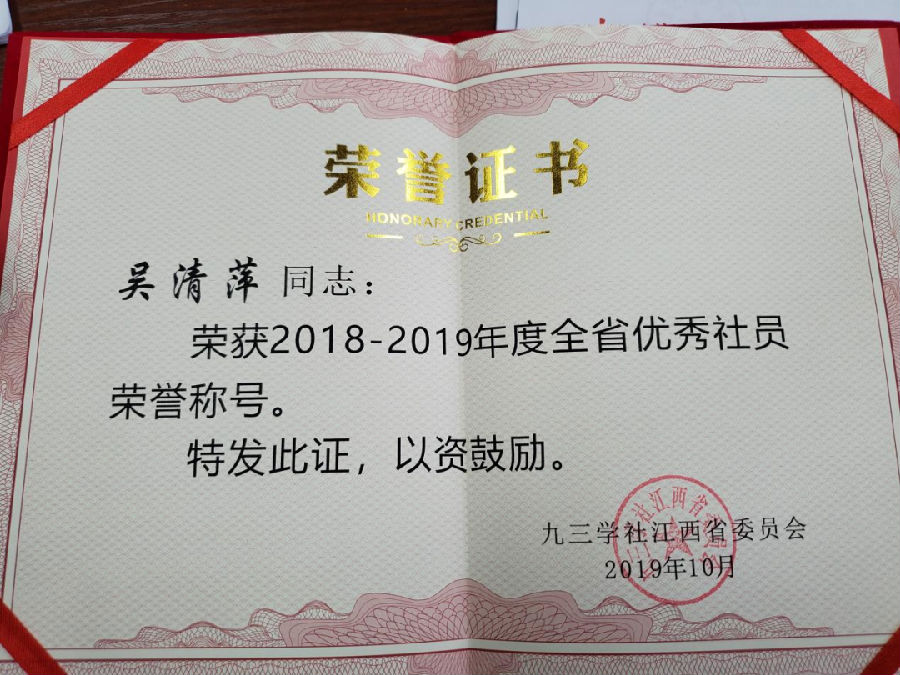 荣誉证书
HONORARY CREDENTIAL
吴清萍同志：
荣获2018-2019年度全省优秀社员
荣誉称号。
特发此证，以资鼓励。
九三学社江西省委员会
2019年10月